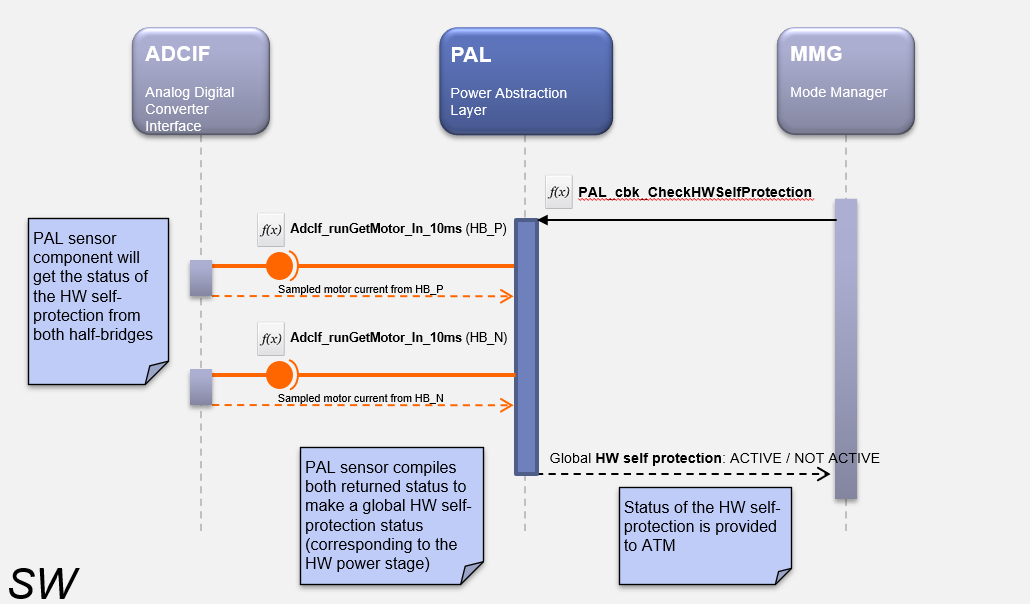 ADCIF
Analog Digital
Converter
Interface
PAL
Power Abstraction
Layer
MMG
Mode Manager
f(x) PAL_cbk_CheckHWSelfProtection
PAL sensor
component will
get the status of
the HW self-
protection from
both half-bridges
f(x) AdcIf_runGetMotor_In_10ms (HB_P)
Sampled motor current from HB_P
f(x) AdcIf_runGetMotor_In_10ms (HB_N)
Sampled motor current from HB_N
PAL sensor compiles
both returned status to
make a global HW self-
protection status
(corresponding to the
HW power stage)
Global HW self protection: ACTIVE / NOT ACTIVE
Status of the HW self-
protection is provided
to ATM
SW